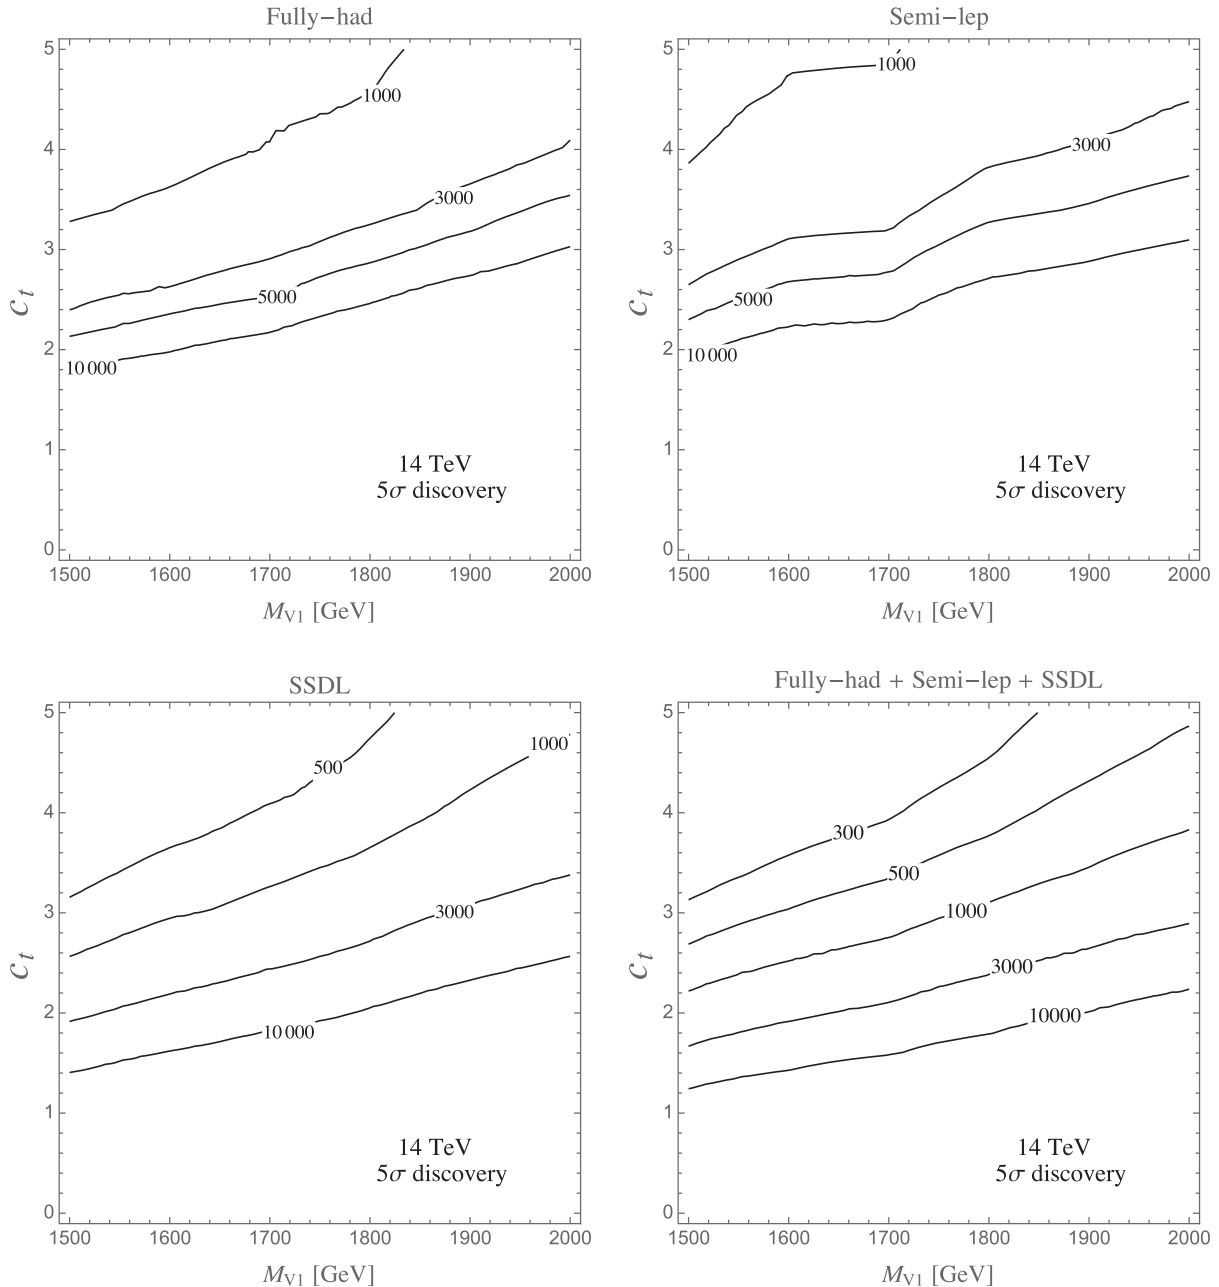 Fully−had
5
4
3
2
1
0
c_t
1000
3000
5000
10 000
14 TeV
5σ discovery
1500 1600 1700 1800 1900 2000
M_V1 [GeV]
Semi−lep
5
4
3
2
1
0
c_t
1000
3000
5000
10 000
14 TeV
5σ discovery
1500 1600 1700 1800 1900 2000
M_V1 [GeV]
SSDL
5
4
3
2
1
0
c_t
500
1000
3000
10 000
14 TeV
5σ discovery
1500 1600 1700 1800 1900 2000
M_V1 [GeV]
Fully−had + Semi−lep + SSDL
5
4
3
2
1
0
c_t
300
500
1000
3000
10000
14 TeV
5σ discovery
1500 1600 1700 1800 1900 2000
M_V1 [GeV]